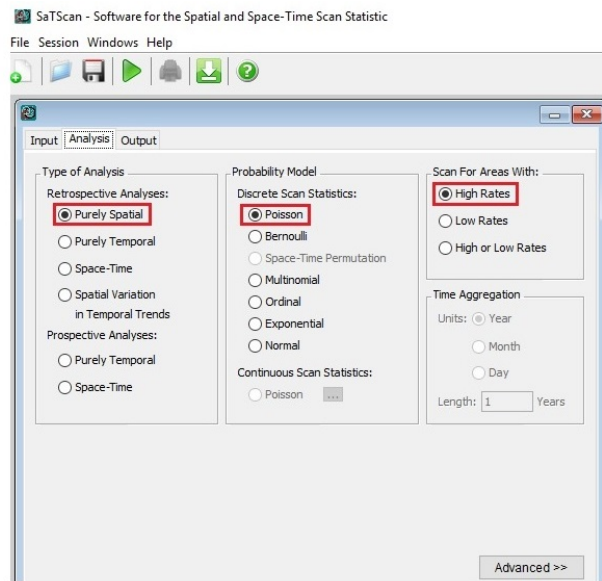 SaTScan - Software for the Spatial and Space-Time Scan Statistic
File Session Windows Help
Input Analysis Output
Type of Analysis
Retrospective Analyses:
Purely Spatial
Purely Temporal
Space-Time
Spatial Variation
in Temporal Trends
Prospective Analyses:
Purely Temporal
Space-Time
Probability Model
Discrete Scan Statistics:
Poisson
Bernoulli
Space-Time Permutation
Multinomial
Ordinal
Exponential
Normal
Continuous Scan Statistics:
Poisson ...
Scan For Areas With:
High Rates
Low Rates
High or Low Rates
Time Aggregation
Units: Year
Month
Day
Length: 1 Years
Advanced >>